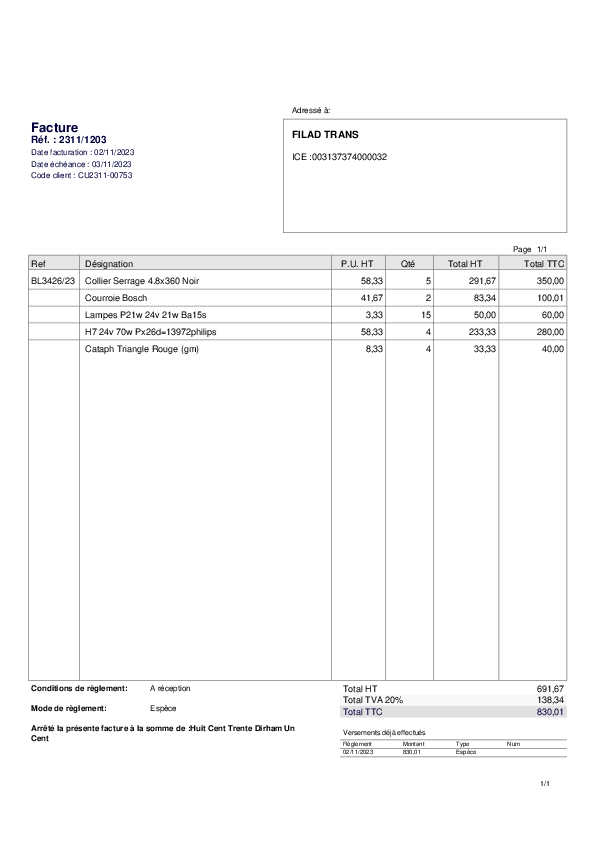 Adressé à:
Facture
Réf. : 2311/1203
Date facturation : 02/11/2023
Date échéance : 03/11/2023
Code client : CU2311-00753
FILAD TRANS
ICE :003137374000032
Page 1/1
Ref Désignation P.U. HT Qté Total HT Total TTC
BL3426/23 Collier Serrage 4.8x360 Noir 58,33 5 291,67 350,00
Courroie Bosch 41,67 2 83,34 100,01
Lampes P21w 24v 21w Ba15s 3,33 15 50,00 60,00
H7 24v 70w Px26d=13972philips 58,33 4 233,33 280,00
Cataph Triangle Rouge (gm) 8,33 4 33,33 40,00
Conditions de règlement: A réception
Mode de règlement: Espèce
Arrêté la présente facture à la somme de :Huit Cent Trente Dirham Un
Cent
Total HT 691,67
Total TVA 20% 138,34
Total TTC 830,01
Versements déjà effectués
Règlement Montant Type Num
02/11/2023 830,01 Espèce
1/1